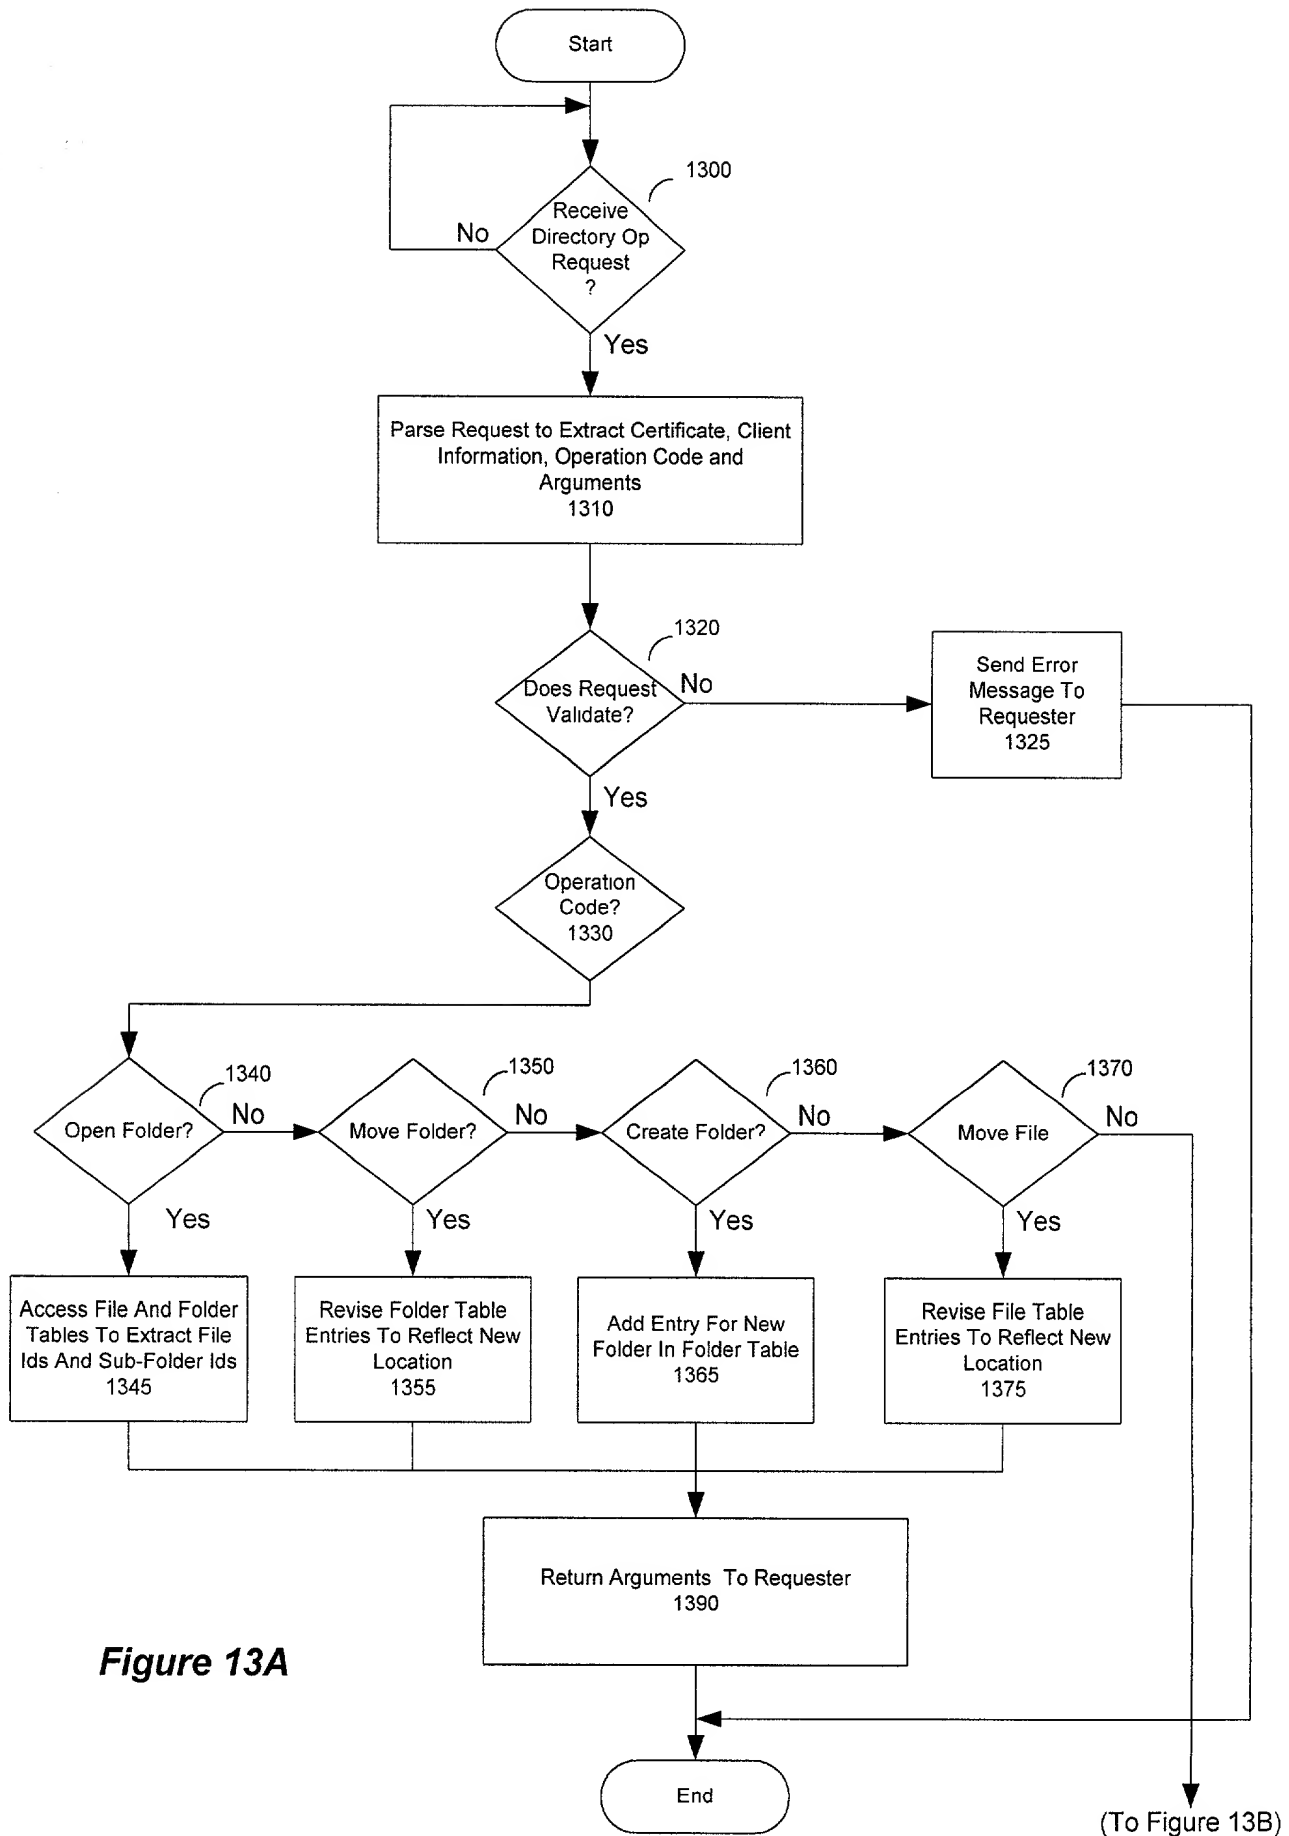 Start
1300
Receive
Directory Op
Request
?
No
Yes
Parse Request to Extract Certificate, Client
Information, Operation Code and
Arguments
1310
1320
Does Request
Validate?
No
Send Error
Message To
Requester
1325
Yes
Operation
Code?
1330
1340
Open Folder?
No
1350
Move Folder?
No
1360
Create Folder?
No
1370
Move File
No
Yes
Yes
Yes
Yes
Access File And Folder
Tables To Extract File
Ids And Sub-Folder Ids
1345
Revise Folder Table
Entries To Reflect New
Location
1355
Add Entry For New
Folder In Folder Table
1365
Revise File Table
Entries To Reflect New
Location
1375
Return Arguments To Requester
1390
Figure 13A
End
(To Figure 13B)